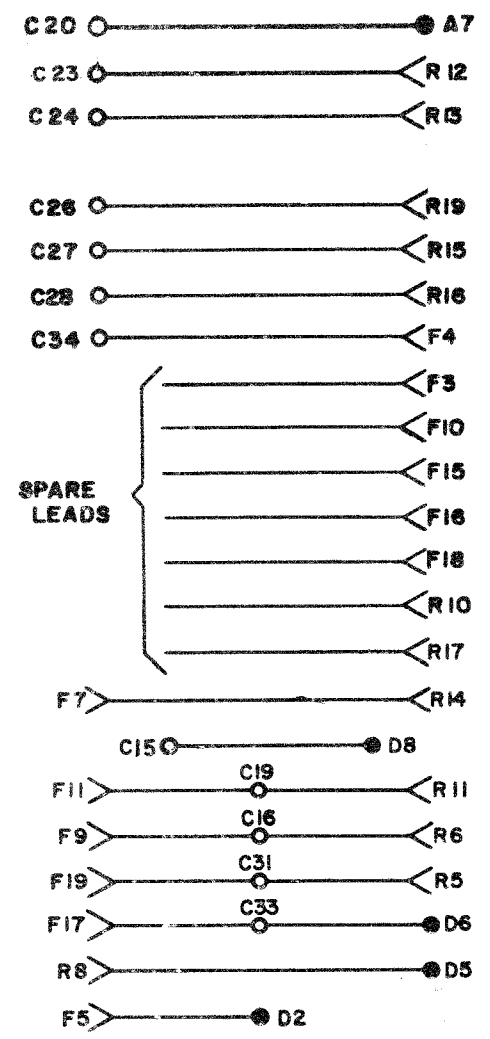 C20 A7
C23 R12
C24 R13
C26 R19
C27 R15
C28 R16
C34 F4
F3
F10
F15
SPARE
LEADS
F16
F18
R10
R17
F7 R14
C15 D8
F11 C19 R11
F9 C16 R6
F19 C31 R5
F17 C33 D6
R8 D5
F5 D2